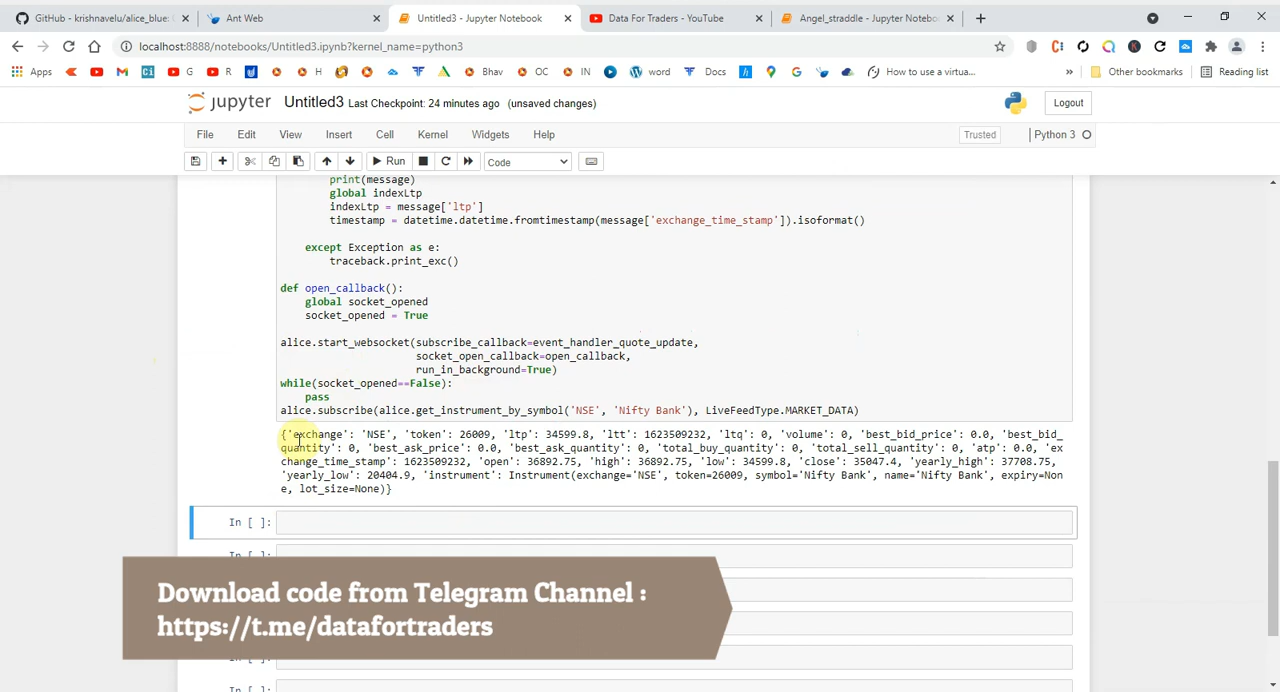 GitHub - krishnavelu/alice_blue:
Ant Web
Untitled3 - Jupyter Notebook
Data For Traders - YouTube
Angel_straddle - Jupyter Notebo
localhost:8888/notebooks/Untitled3.ipynb?kernel_name=python3
Apps
G
R
H
Bhav
OC
IN
word
Docs
How to use a virtua...
Other bookmarks
Reading list
jupyter Untitled3 Last Checkpoint: 24 minutes ago (unsaved changes)
Logout
File Edit View Insert Cell Kernel Widgets Help
Trusted
Python 3
Run
Code
print(message)
global indexLtp
indexLtp = message['ltp']
timestamp = datetime.datetime.fromtimestamp(message['exchange_time_stamp']).isoformat()
except Exception as e:
traceback.print_exc()
def open_callback():
global socket_opened
socket_opened = True
alice.start_websocket(subscribe_callback=event_handler_quote_update,
socket_open_callback=open_callback,
run_in_background=True)
while(socket_opened==False):
pass
alice.subscribe(alice.get_instrument_by_symbol('NSE', 'Nifty Bank'), LiveFeedType.MARKET_DATA)
{'exchange': 'NSE', 'token': 26009, 'ltp': 34599.8, 'ltt': 1623509232, 'ltq': 0, 'volume': 0, 'best_bid_price': 0.0, 'best_bid_
quantity': 0, 'best_ask_price': 0.0, 'best_ask_quantity': 0, 'total_buy_quantity': 0, 'total_sell_quantity': 0, 'atp': 0.0, 'ex
change_time_stamp': 1623509232, 'open': 36892.75, 'high': 36892.75, 'low': 34599.8, 'close': 35047.4, 'yearly_high': 37708.75,
'yearly_low': 20404.9, 'instrument': Instrument(exchange='NSE', token=26009, symbol='Nifty Bank', name='Nifty Bank', expiry=Non
e, lot_size=None)}
In [ ]:
In [ ]:
Download code from Telegram Channel :
https://t.me/datafortraders
In [ ]:
In [ ]: